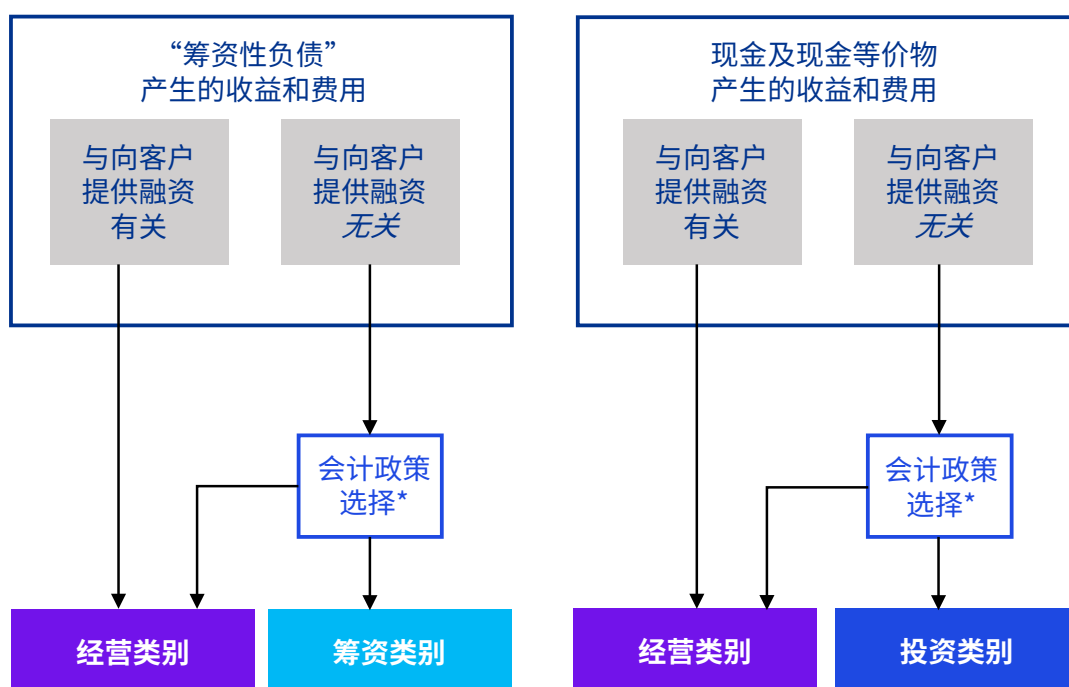 “筹资性负债”
产生的收益和费用
与向客户
提供融资
有关
与向客户
提供融资
无关
会计政策
选择*
经营类别
筹资类别
现金及现金等价物
产生的收益和费用
与向客户
提供融资
有关
与向客户
提供融资
无关
会计政策
选择*
经营类别
投资类别